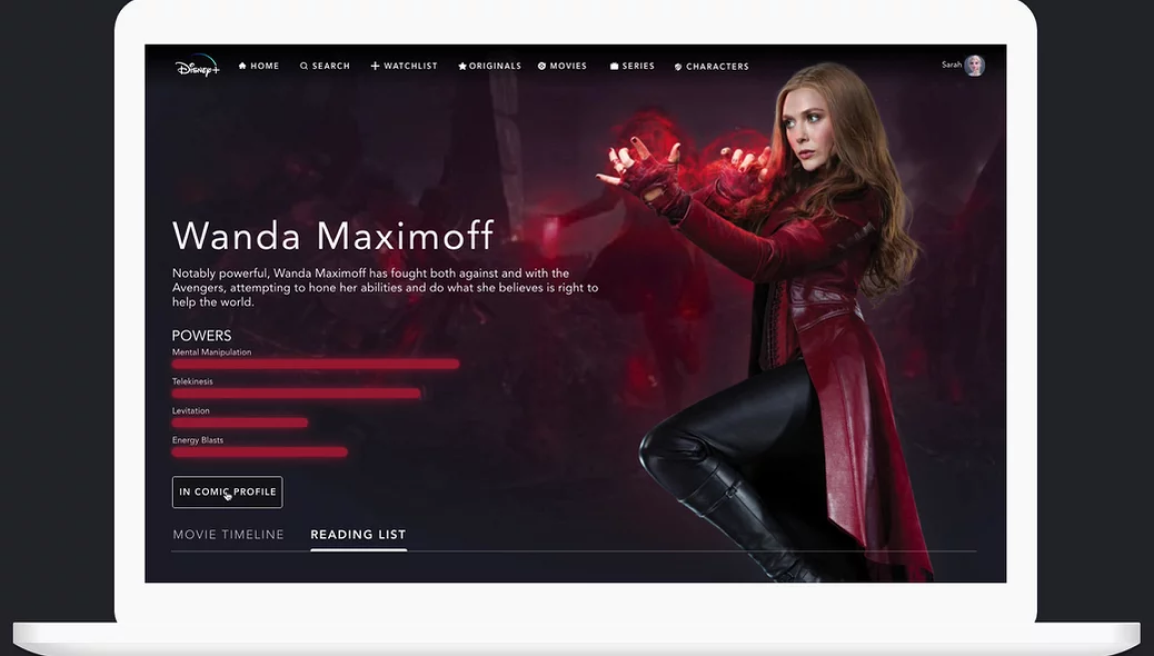 Disney+ HOME SEARCH WATCHLIST ORIGINALS MOVIES SERIES CHARACTERS Sarah
Wanda Maximoff
Notably powerful, Wanda Maximoff has fought both against and with the
Avengers, attempting to hone her abilities and do what she believes is right to
help the world.
POWERS
Mental Manipulation
Telekinesis
Levitation
Energy Blasts
IN COMIC PROFILE
MOVIE TIMELINE READING LIST